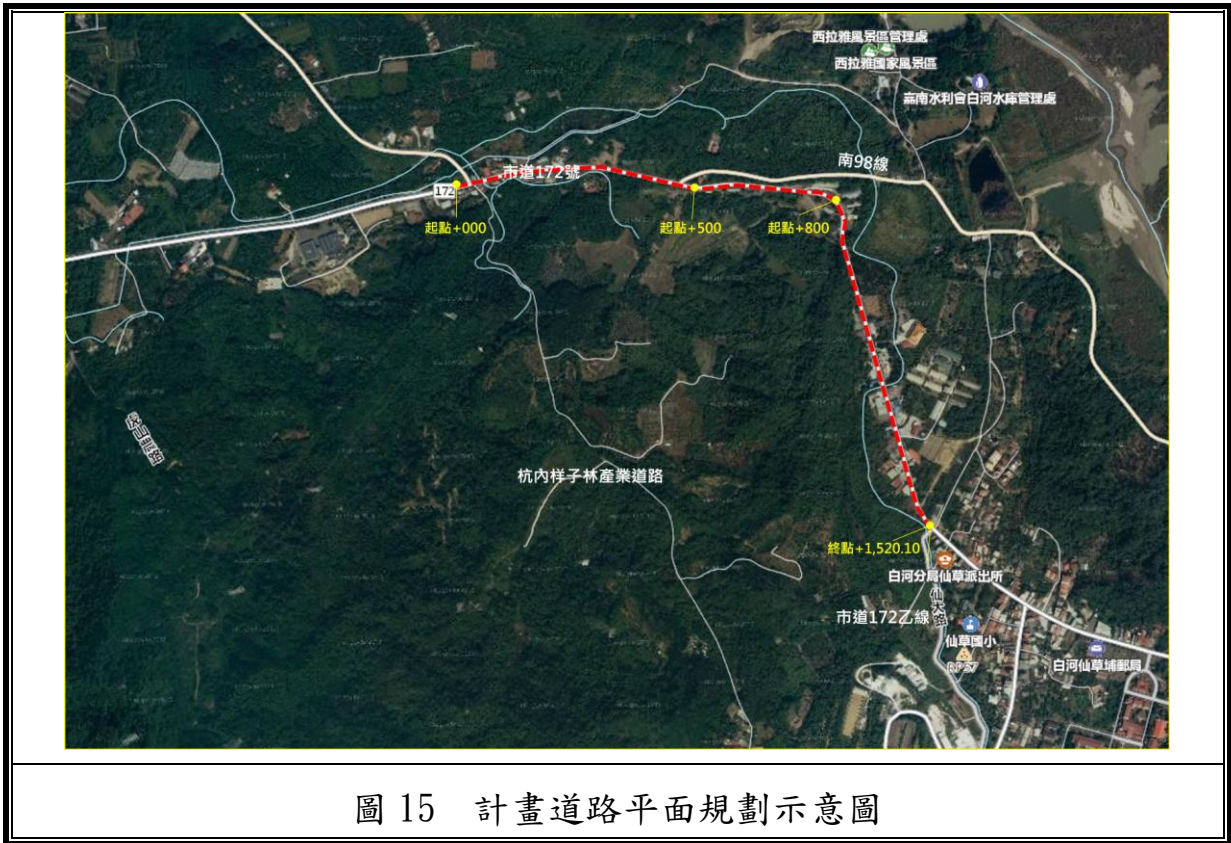 西拉雅風景區管理處
西拉雅國家風景區
嘉南水利會白河水庫管理處
南98線
市道172號
172
起點+000
起點+500
起點+800
枕內样子林產業道路
終點+1,520.10
白河分局仙草派出所
市道172乙線
仙草國小
白河仙草埔郵局
圖 15 計畫道路平面規劃示意圖